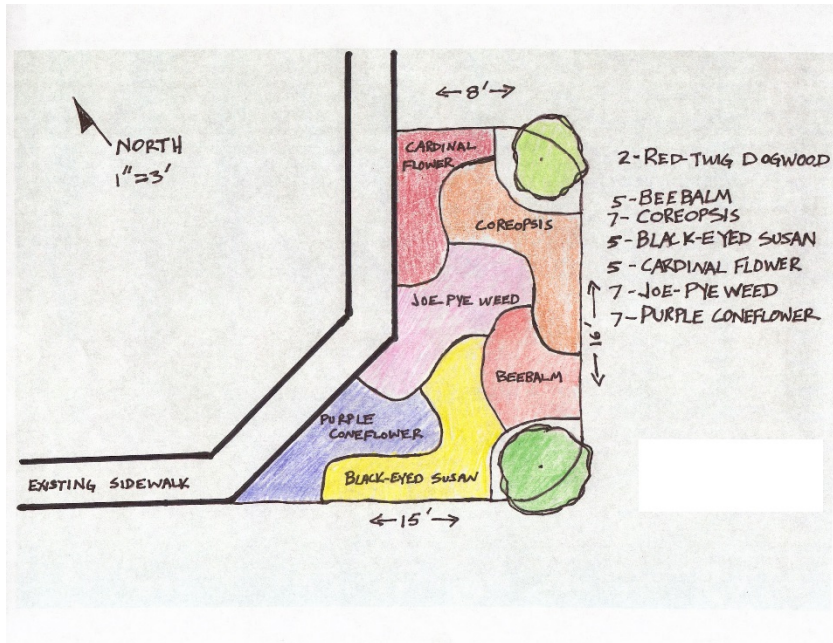 NORTH
1"=3'
8'
CARDINAL
FLOWER
COREOPSIS
JOE-PYE WEED
BEEBALM
PURPLE
CONEFLOWER
BLACK-EYED SUSAN
EXISTING SIDEWALK
15'
16'
2-RED-TWIG DOGWOOD
5-BEEBALM
7-COREOPSIS
5-BLACK-EYED SUSAN
5-CARDINAL FLOWER
7-JOE-PYE WEED
7-PURPLE CONEFLOWER